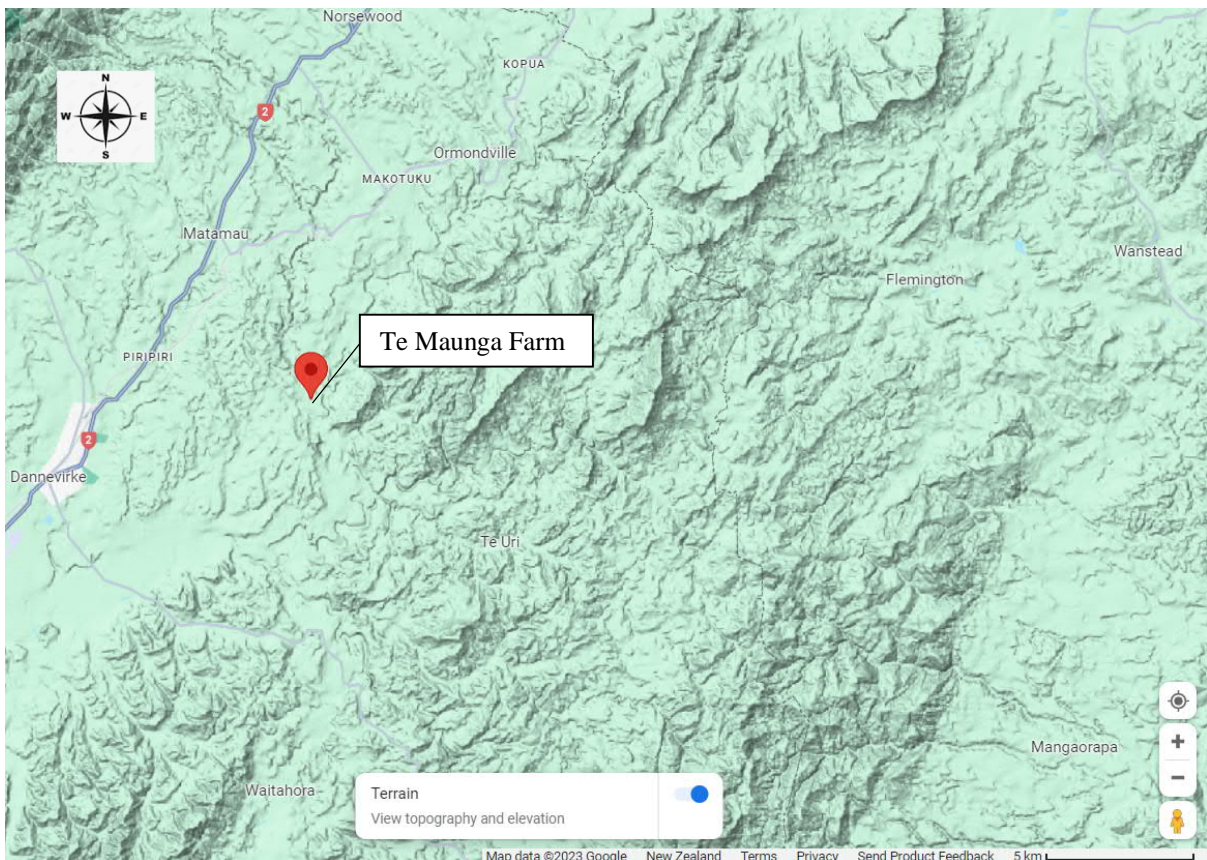 Norsewood
KOPUA
N
W E
S
2
Ormondville
MAKOTUKU
Matamau
Wanstead
Flemington
Te Maunga Farm
PIRIPIRI
2
Dannevirke
Te Uri
Mangaorapa
Waitahora
Terrain
View topography and elevation
Map data ©2023 Google New Zealand Terms Privacy Send Product Feedback 5 km